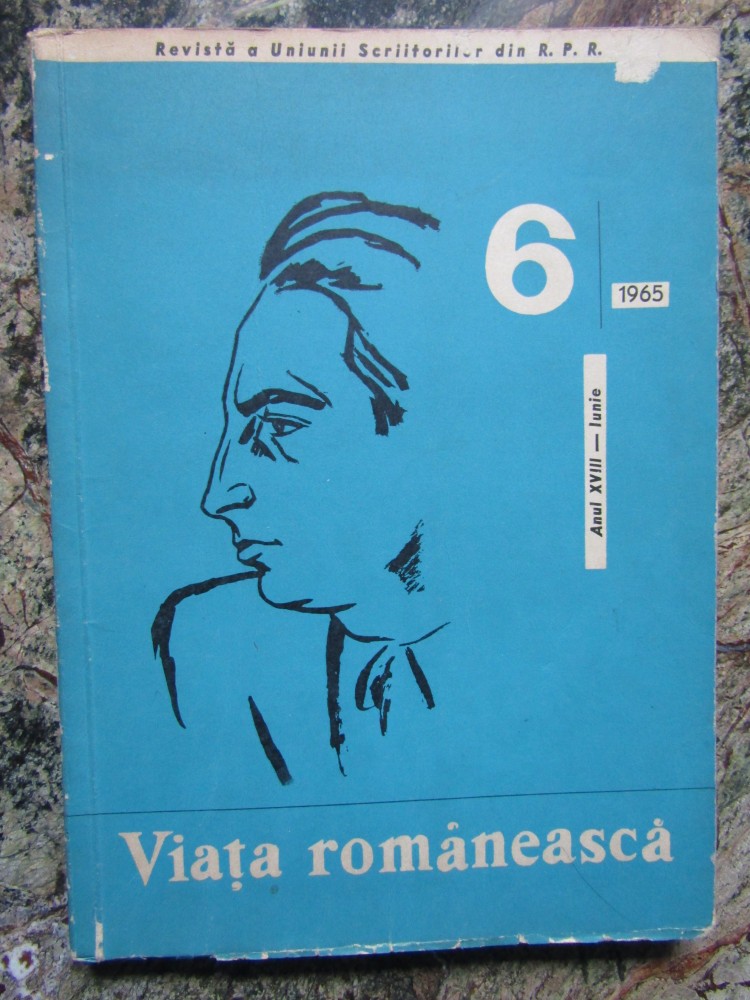 Revistă a Uniunii Scriitorilor din R. P. R.
6
1965
Anul XVIII — Iunie
Viața românească